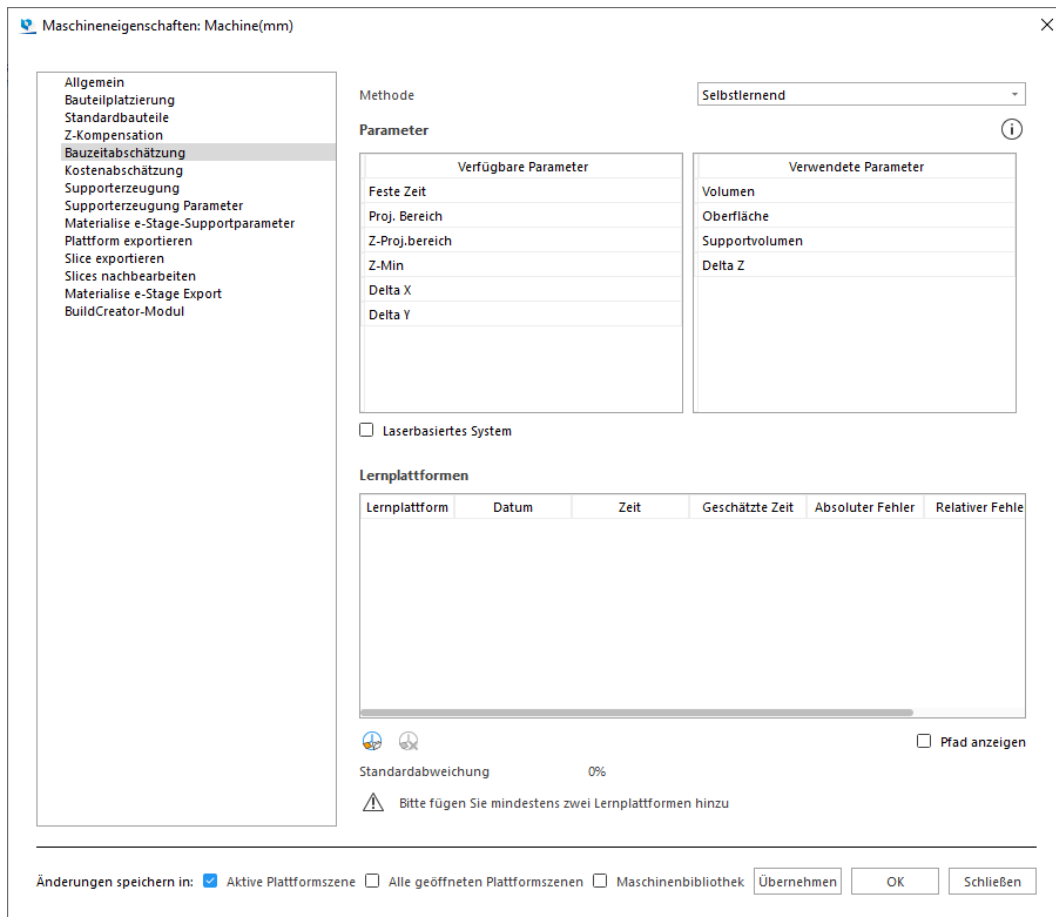 Maschineneigenschaften: Machine(mm)
Allgemein
Bauteilplatzierung
Standardbauteile
Z-Kompensation
Bauzeitabschätzung
Kostenabschätzung
Supporterzeugung
Supporterzeugung Parameter
Materialise e-Stage-Supportparameter
Plattform exportieren
Slice exportieren
Slices nachbearbeiten
Materialise e-Stage Export
BuildCreator-Modul
Methode Selbstlernend
Parameter
Verfügbare Parameter
Feste Zeit
Proj. Bereich
Z-Proj.bereich
Z-Min
Delta X
Delta Y
Verwendete Parameter
Volumen
Oberfläche
Supportvolumen
Delta Z
Laserbasiertes System
Lernplattformen
Lernplattform Datum Zeit Geschätzte Zeit Absoluter Fehler Relativer Fehle
Pfad anzeigen
Standardabweichung 0%
Bitte fügen Sie mindestens zwei Lernplattformen hinzu
Änderungen speichern in: Aktive Plattformszene Alle geöffneten Plattformszenen Maschinenbibliothek Übernehmen OK Schließen